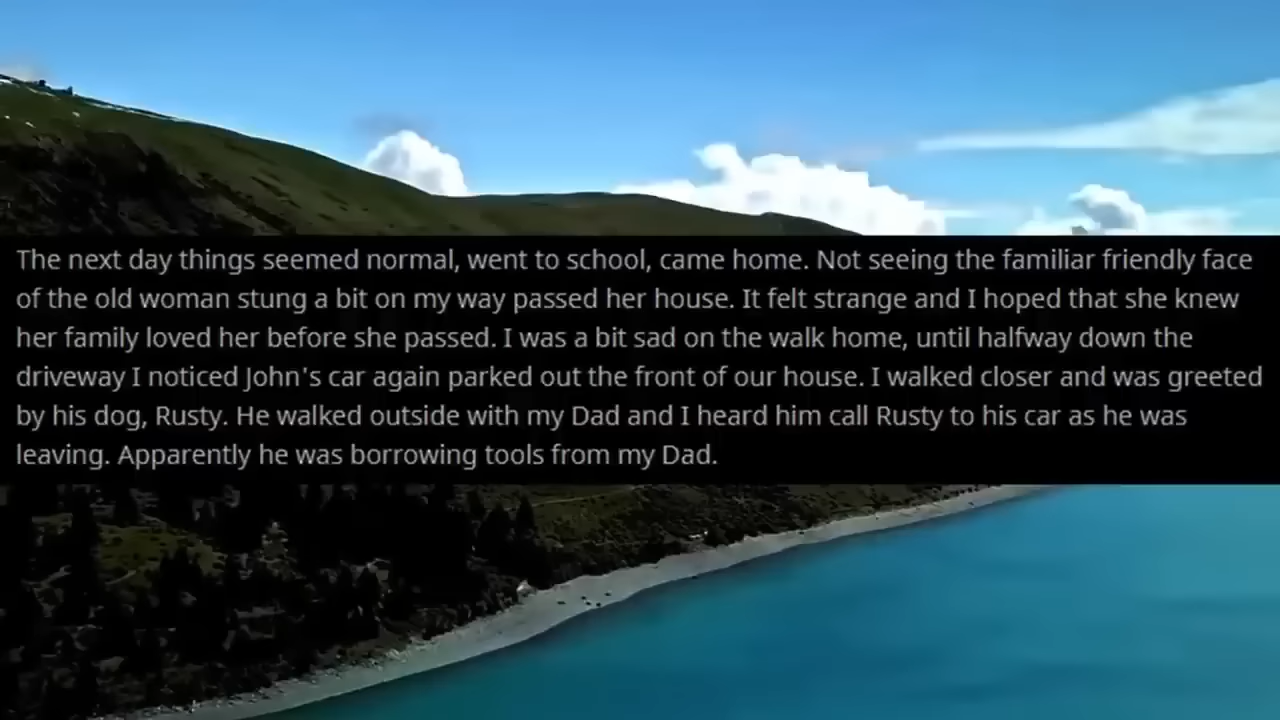 The next day things seemed normal, went to school, came home. Not seeing the familiar friendly face
of the old woman stung a bit on my way passed her house. It felt strange and I hoped that she knew
her family loved her before she passed. I was a bit sad on the walk home, until halfway down the
driveway I noticed John's car again parked out the front of our house. I walked closer and was greeted
by his dog, Rusty. He walked outside with my Dad and I heard him call Rusty to his car as he was
leaving. Apparently he was borrowing tools from my Dad.